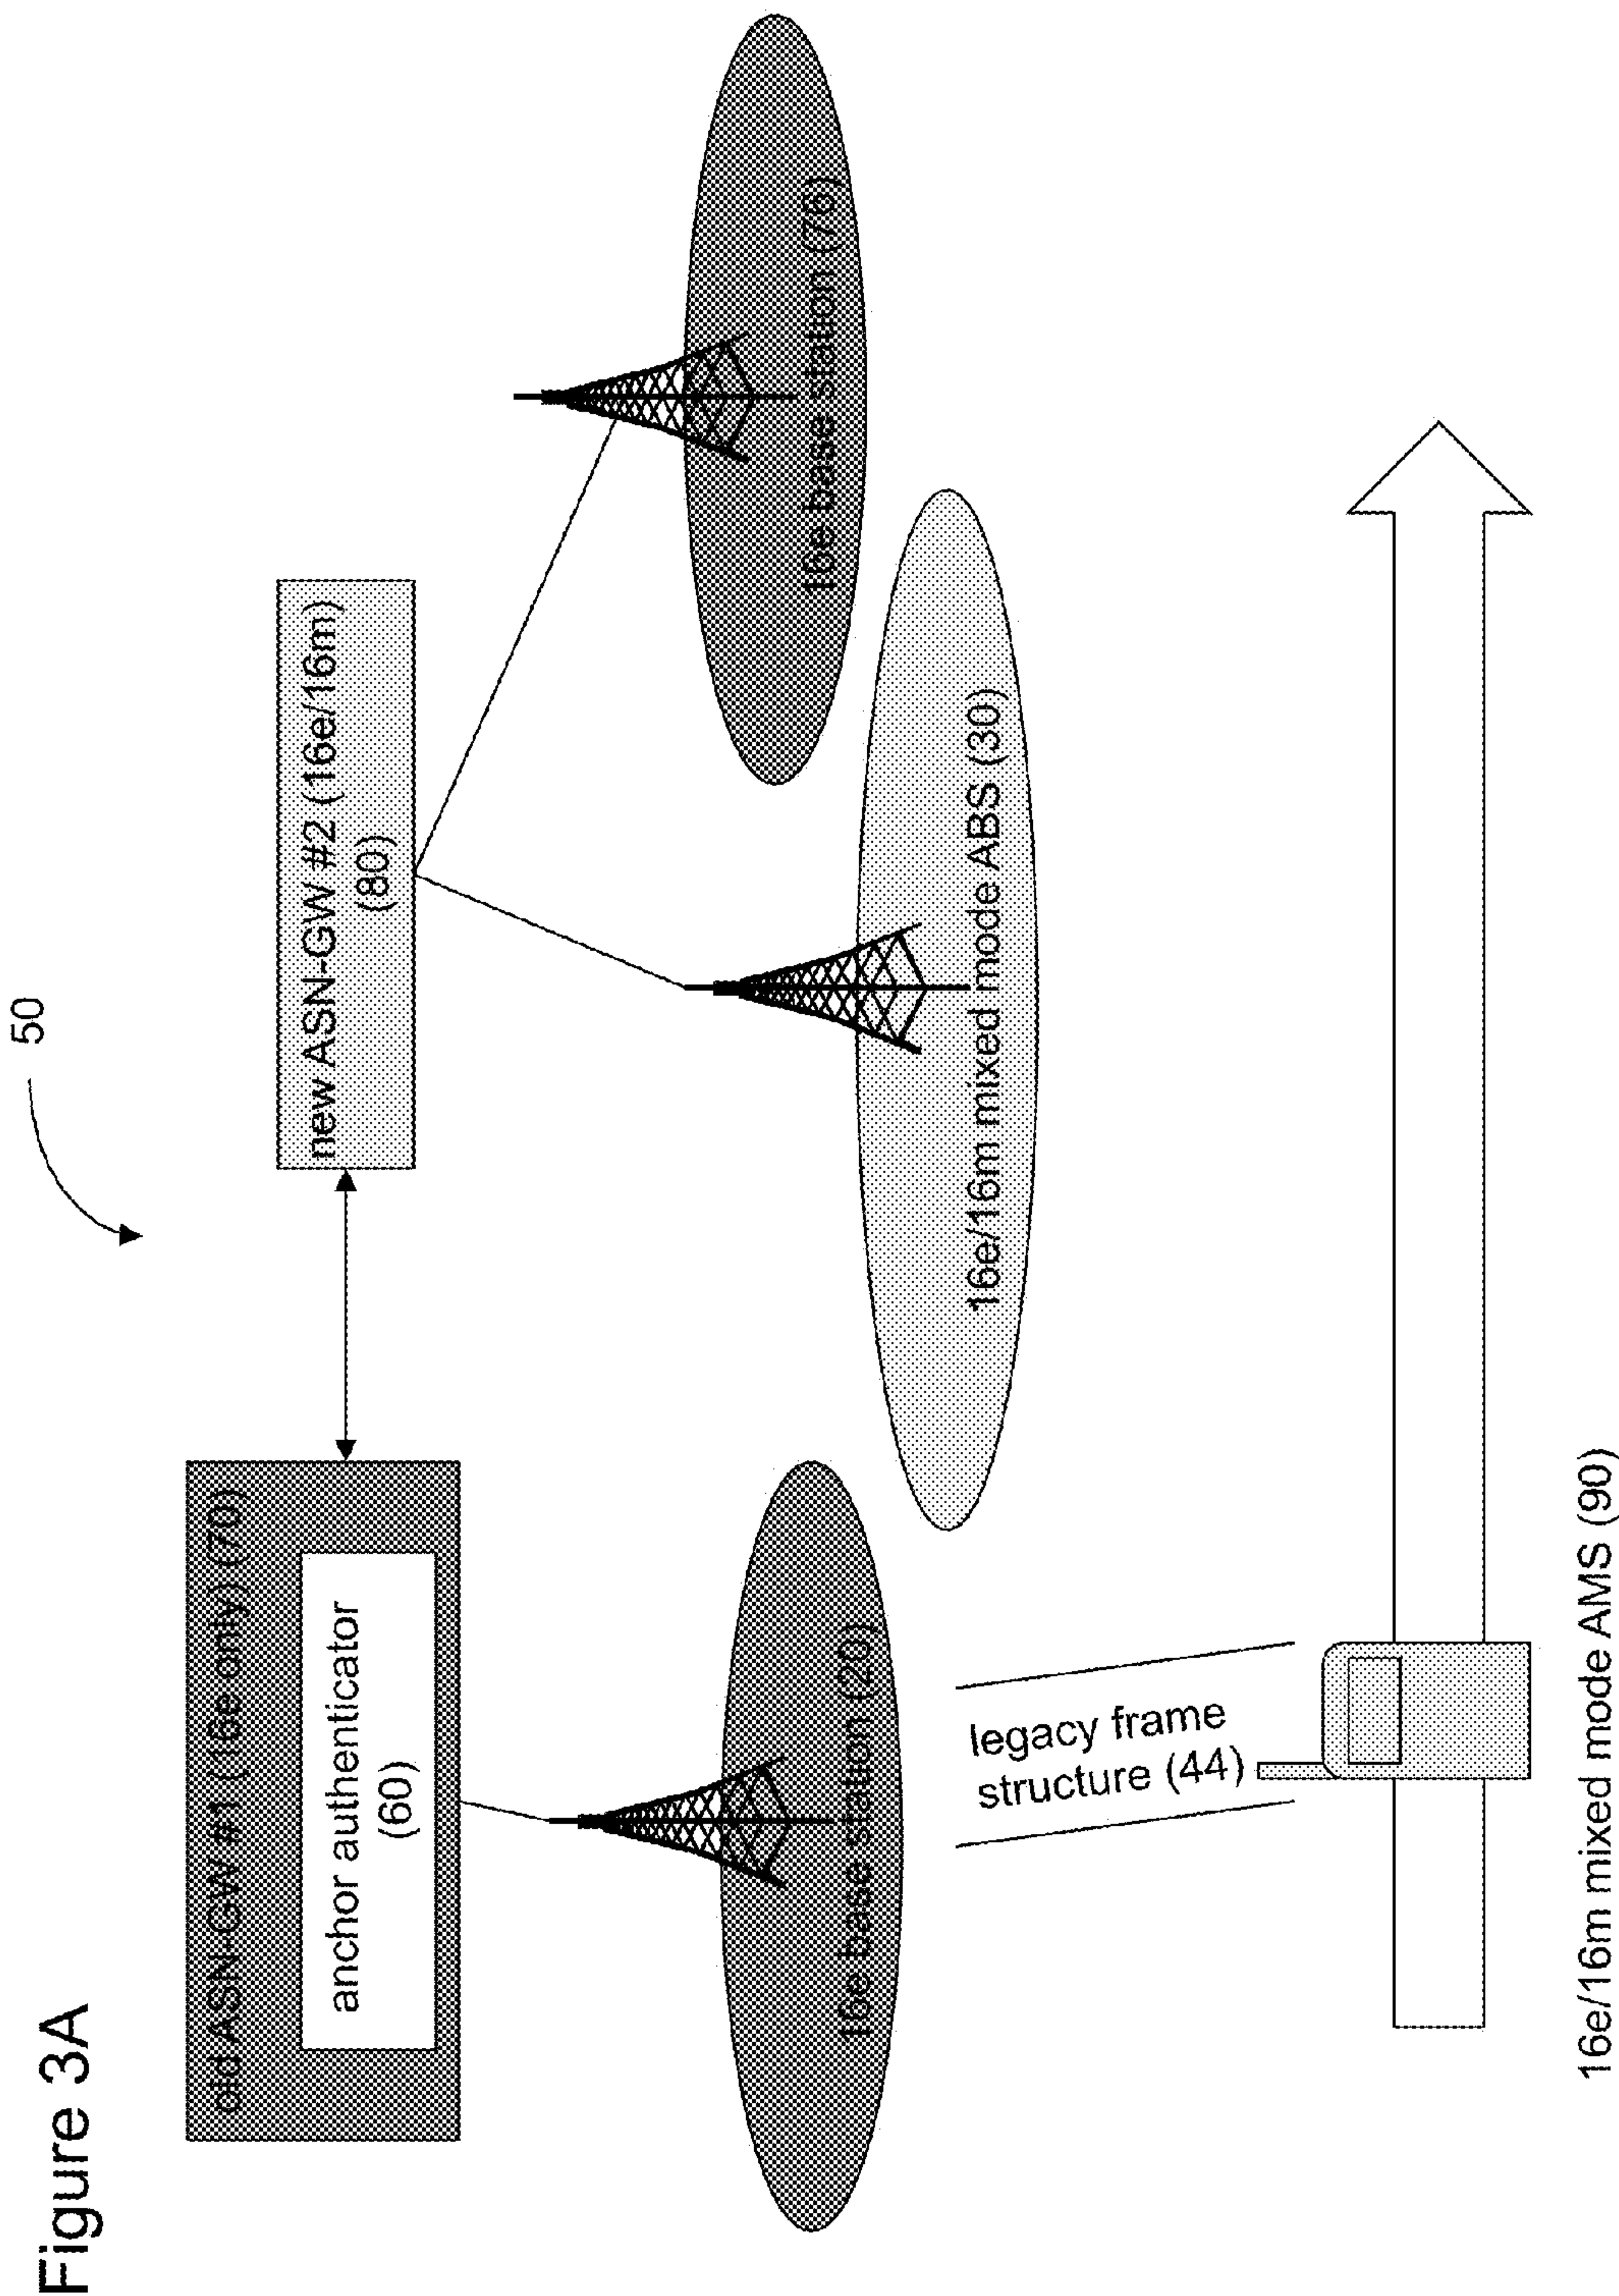 Figure 3A
50
old ASN-GW #1 (16e only) (70)
anchor authenticator
(60)
new ASN-GW #2 (16e/16m)
(80)
16e base station (20)
16e/16m mixed mode ABS (30)
16e base station (76)
legacy frame
structure (44)
16e/16m mixed mode AMS (90)